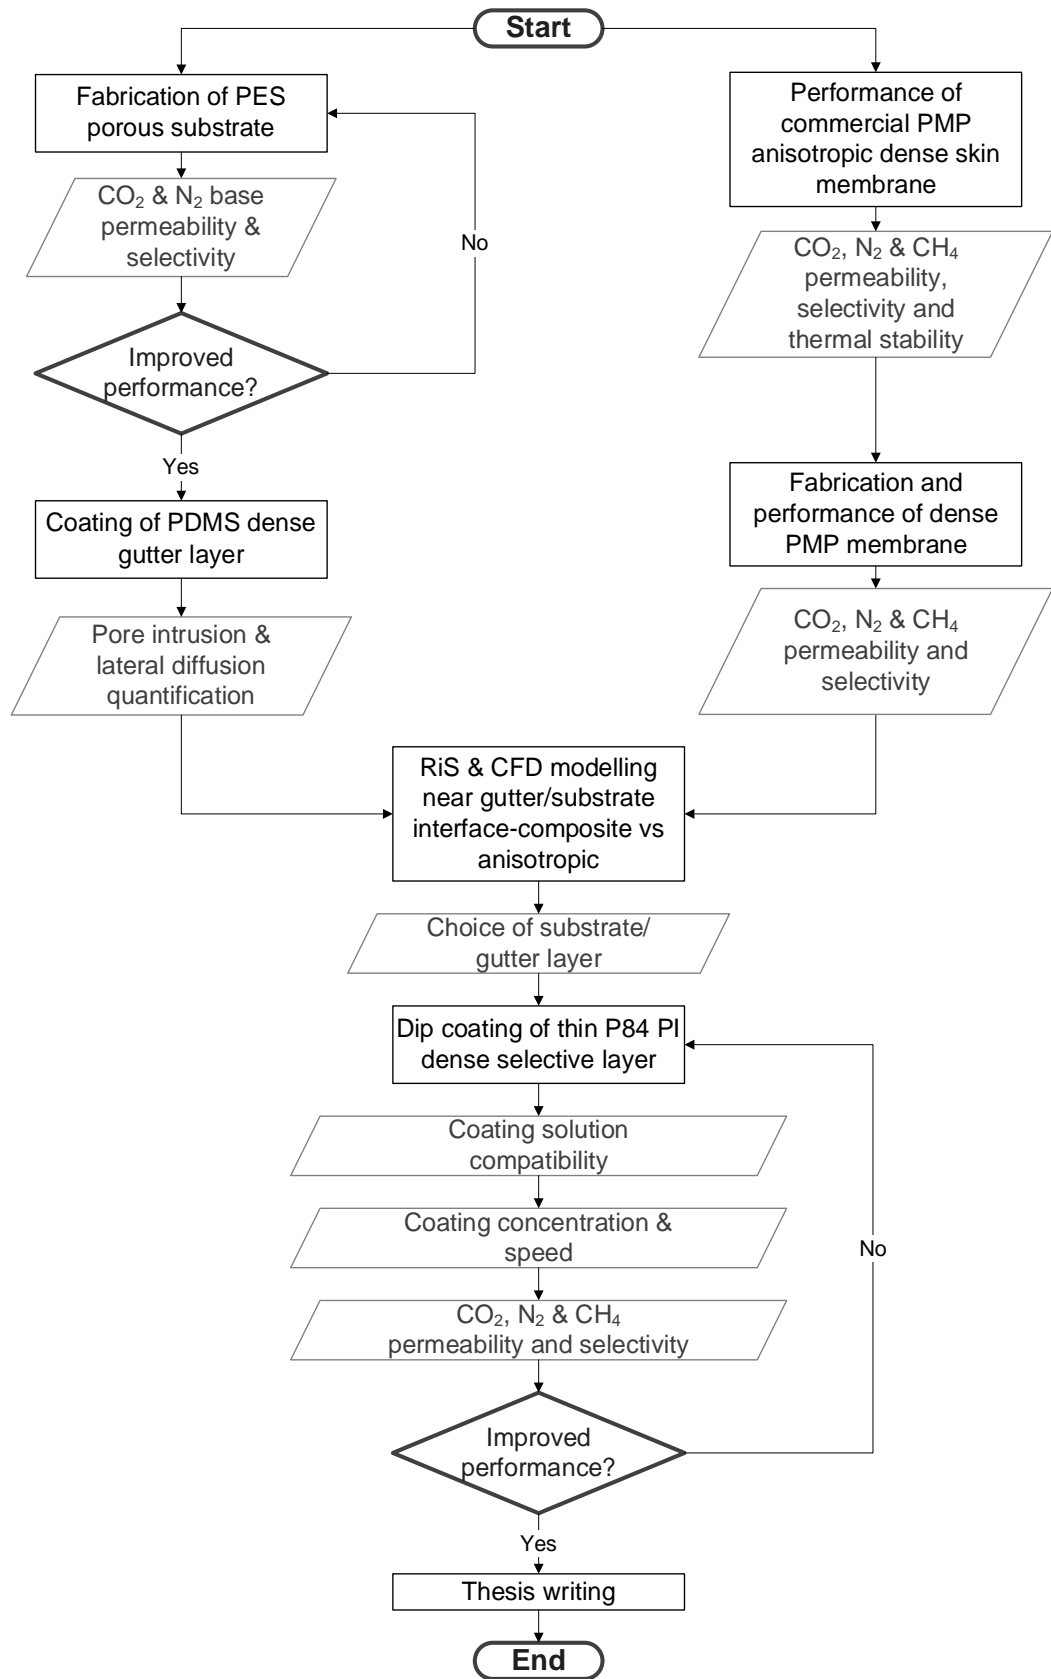 Start
Fabrication of PES
porous substrate
CO₂ & N₂ base
permeability &
selectivity
No
Improved
performance?
Yes
Coating of PDMS dense
gutter layer
Pore intrusion &
lateral diffusion
quantification
Performance of
commercial PMP
anisotropic dense skin
membrane
CO₂, N₂ & CH₄
permeability,
selectivity and
thermal stability
Fabrication and
performance of dense
PMP membrane
CO₂, N₂ & CH₄
permeability and
selectivity
RiS & CFD modelling
near gutter/substrate
interface-composite vs
anisotropic
Choice of substrate/
gutter layer
Dip coating of thin P84 PI
dense selective layer
Coating solution
compatibility
Coating concentration &
speed
No
CO₂, N₂ & CH₄
permeability and selectivity
Improved
performance?
Yes
Thesis writing
End